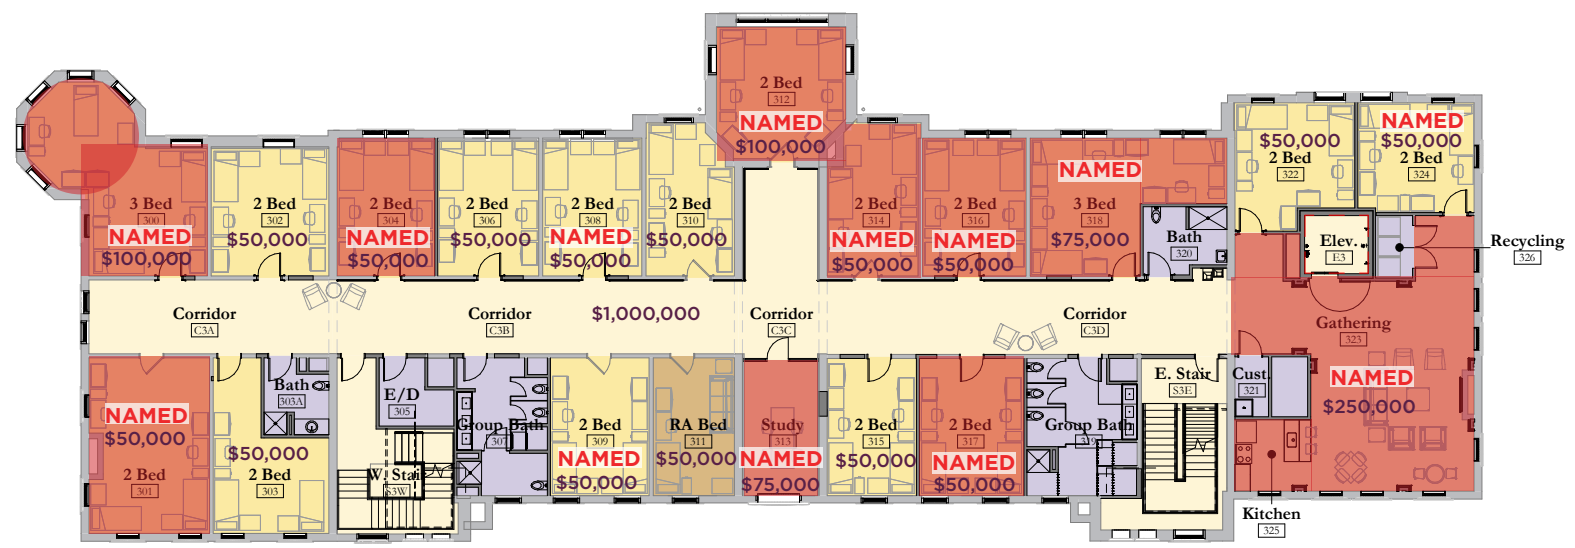 2 Bed
312
NAMED
$100,000
3 Bed
300
NAMED
$100,000
2 Bed
302
$50,000
2 Bed
304
NAMED
$50,000
2 Bed
306
$50,000
2 Bed
308
NAMED
$50,000
2 Bed
310
$50,000
2 Bed
314
NAMED
$50,000
2 Bed
316
NAMED
$50,000
NAMED
3 Bed
318
$75,000
Bath
320
$50,000
2 Bed
322
NAMED
$50,000
2 Bed
324
Elev.
E3
Recycling
326
Corridor
C3A
Corridor
C3B
$1,000,000
Corridor
C3C
Corridor
C3D
Gathering
323
NAMED
$250,000
NAMED
$50,000
2 Bed
301
Bath
303A
$50,000
2 Bed
303
E/D
305
W. Stair
S3W
Group Bath
307
2 Bed
309
NAMED
$50,000
RA Bed
311
$50,000
Study
313
NAMED
$75,000
2 Bed
315
$50,000
2 Bed
317
NAMED
$50,000
Group Bath
319
E. Stair
S3E
Cust.
321
Kitchen
325